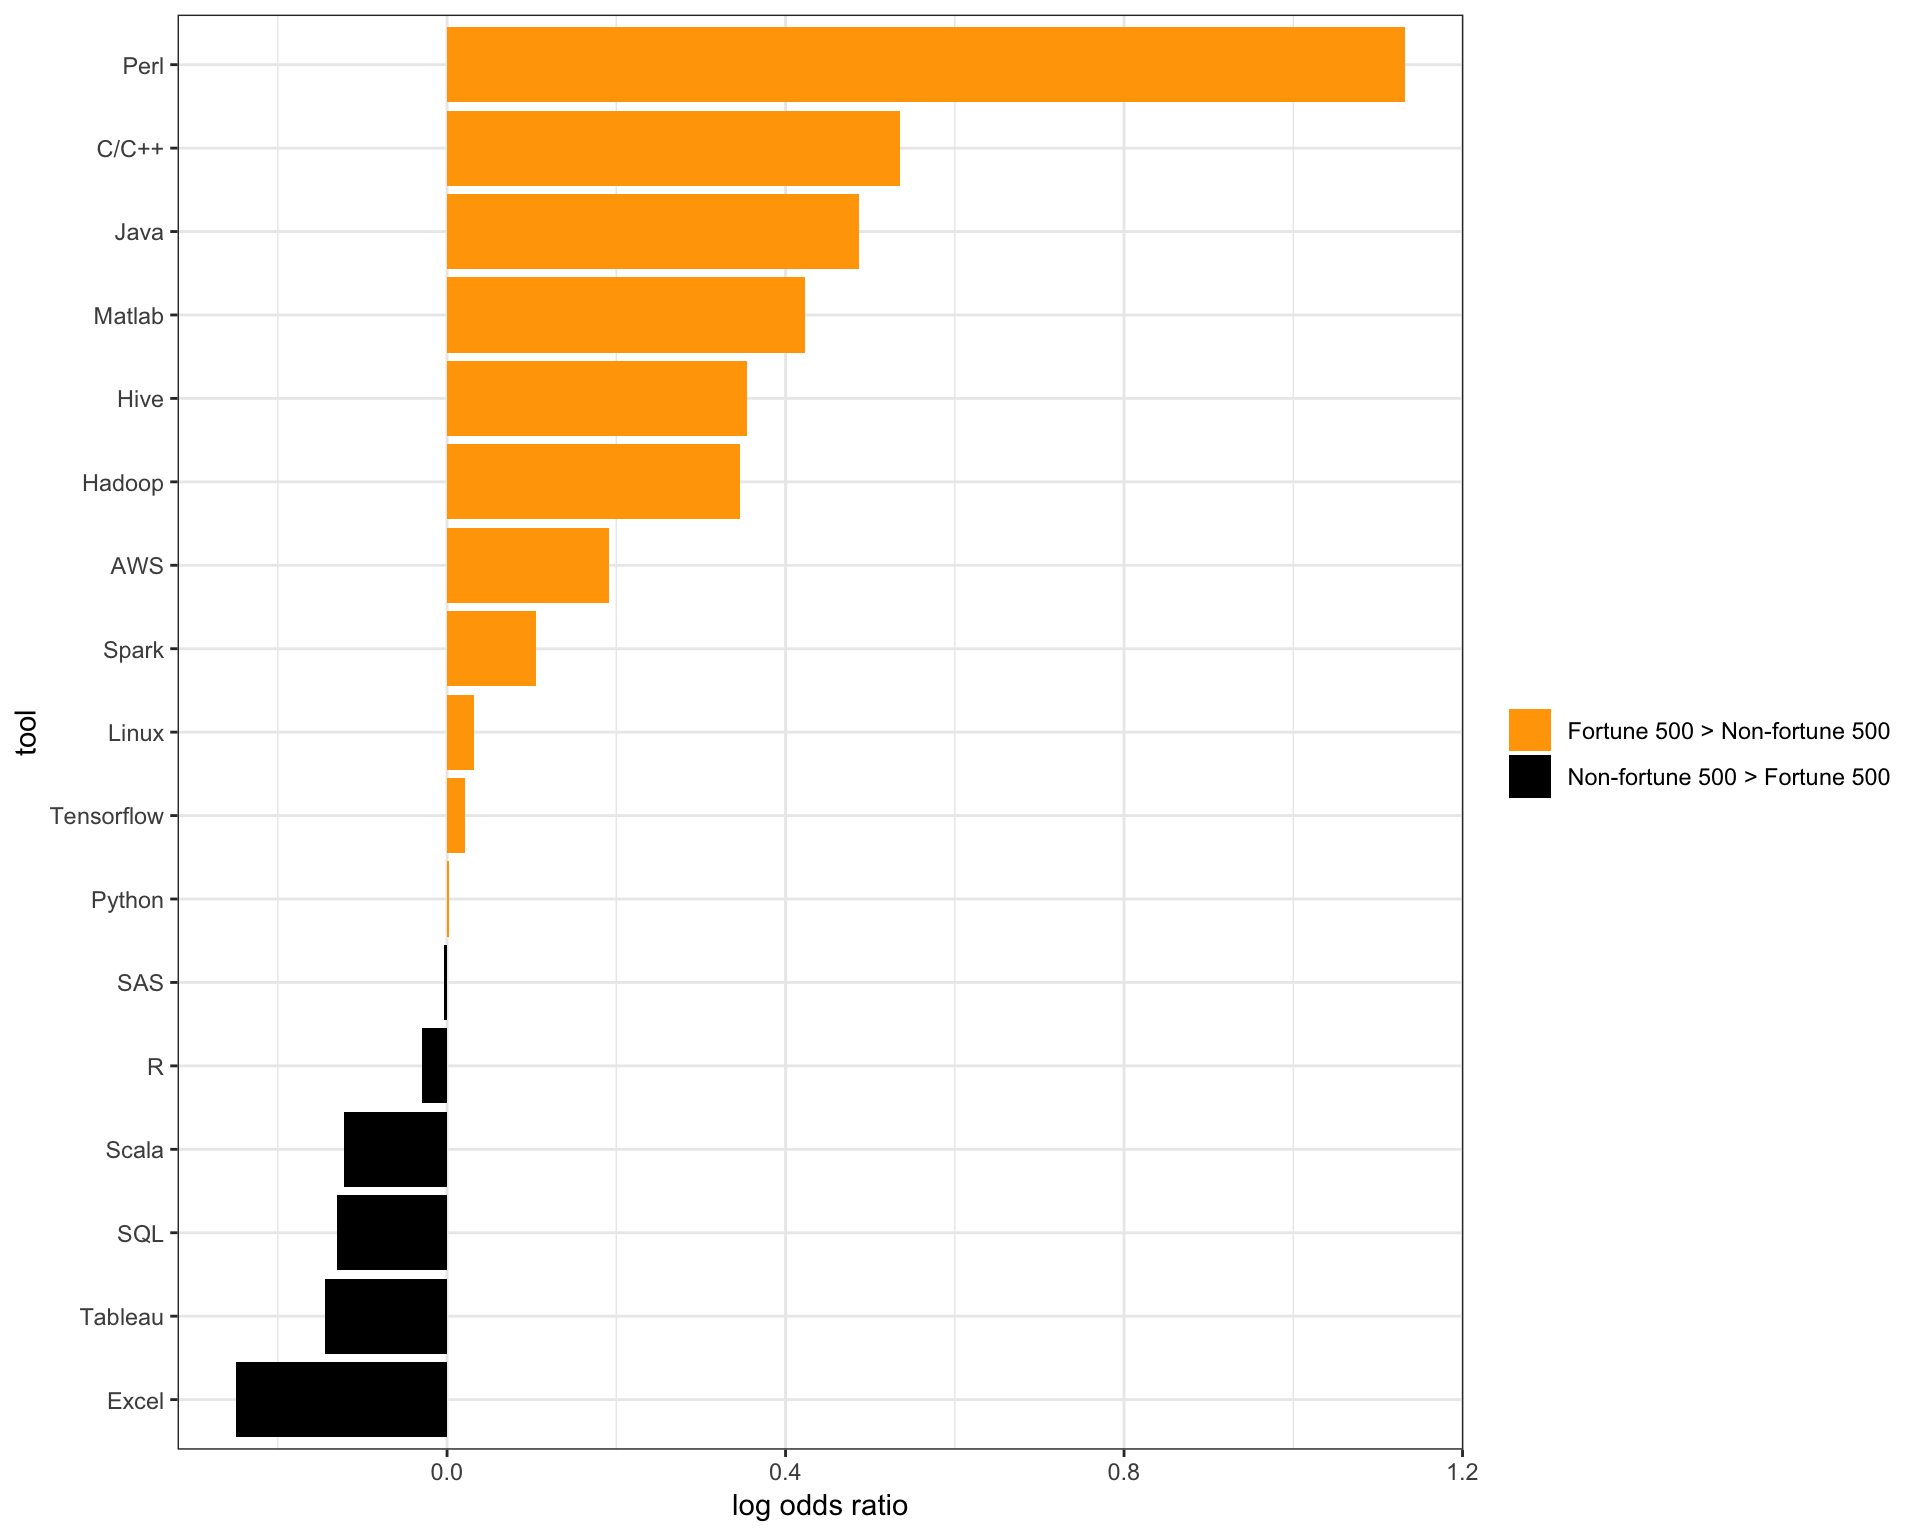 Perl
C/C++
Java
Matlab
Hive
Hadoop
AWS
Spark
Linux
Tensorflow
Python
SAS
R
Scala
SQL
Tableau
Excel
tool
0.0 0.4 0.8 1.2
log odds ratio
Fortune 500 > Non-fortune 500
Non-fortune 500 > Fortune 500